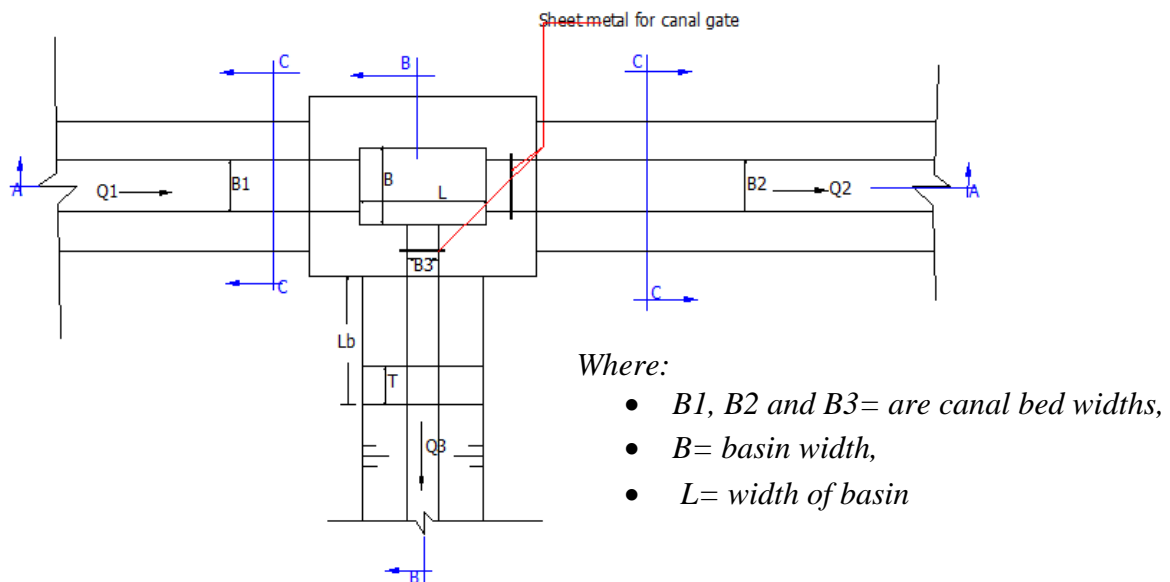 Sheet metal for canal gate
C
B
C
A
Q1
B1
B
L
B2
Q2
A
B3
C
C
Lb
T
Q3
B
Where:
• B1, B2 and B3= are canal bed widths,
• B= basin width,
• L= width of basin